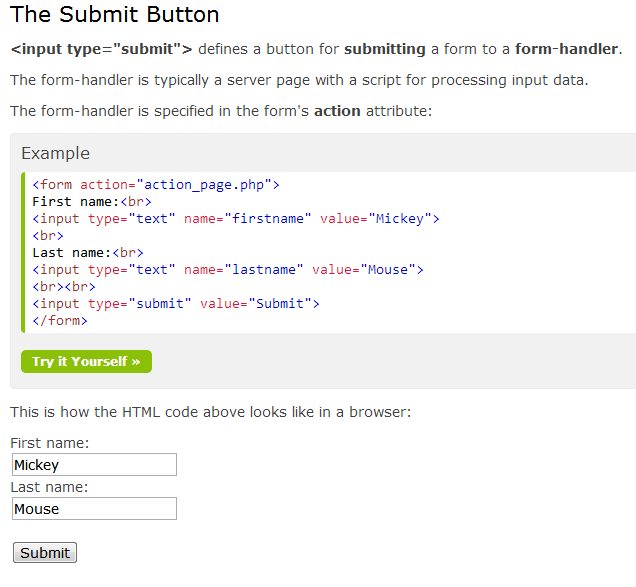 The Submit Button
<input type="submit"> defines a button for submitting a form to a form-handler.
The form-handler is typically a server page with a script for processing input data.
The form-handler is specified in the form's action attribute:
Example
<form action="action_page.php">
First name:<br>
<input type="text" name="firstname" value="Mickey">
<br>
Last name:<br>
<input type="text" name="lastname" value="Mouse">
<br><br>
<input type="submit" value="Submit">
</form>
Try it Yourself »
This is how the HTML code above looks like in a browser:
First name:
Mickey
Last name:
Mouse
Submit